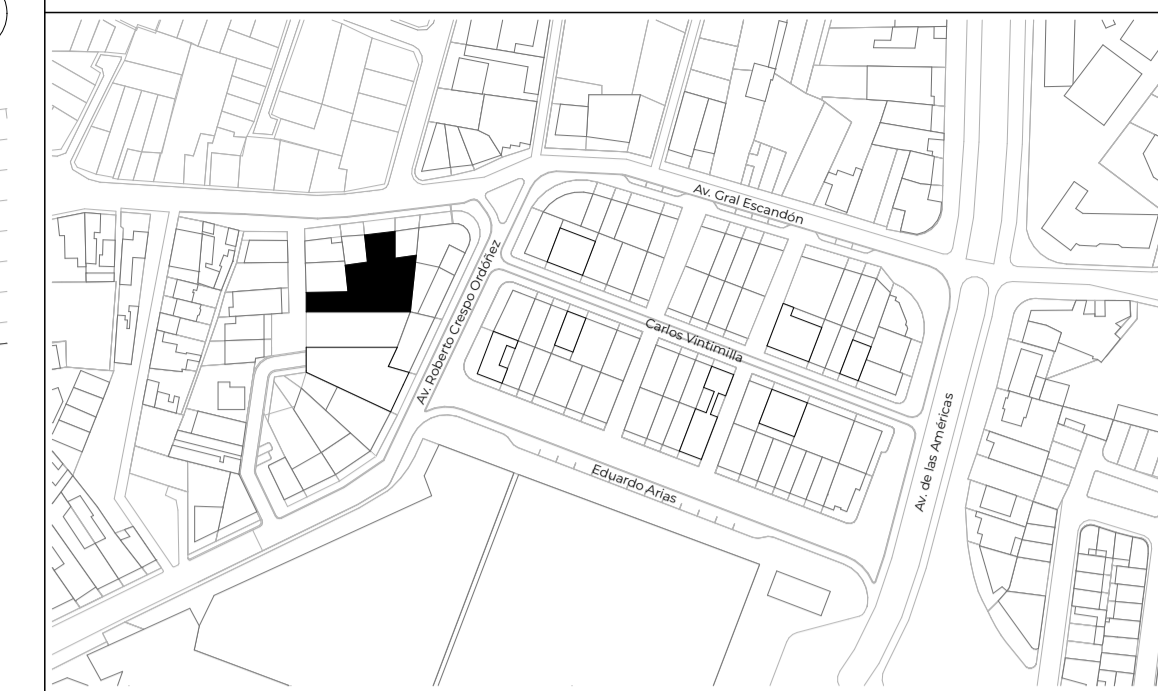 Av. Gral Escandón
Av. Roberto Crespo Ordóñez
Carlos Vintimilla
Av. de las Américas
Eduardo Arias